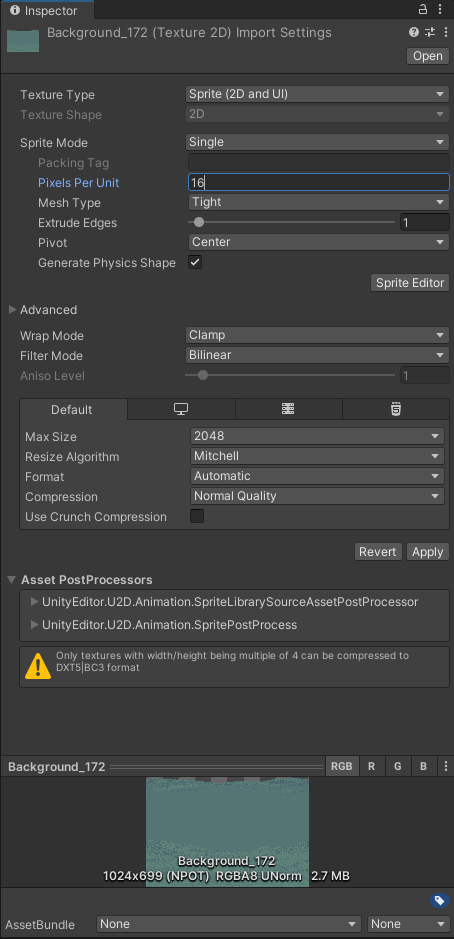 Inspector
Background_172 (Texture 2D) Import Settings
Open
Texture Type Sprite (2D and UI)
Texture Shape 2D
Sprite Mode Single
Packing Tag
Pixels Per Unit 16
Mesh Type Tight
Extrude Edges 1
Pivot Center
Generate Physics Shape
Sprite Editor
Advanced
Wrap Mode Clamp
Filter Mode Bilinear
Aniso Level 1
Default
Max Size 2048
Resize Algorithm Mitchell
Format Automatic
Compression Normal Quality
Use Crunch Compression
Revert Apply
Asset PostProcessors
UnityEditor.U2D.Animation.SpriteLibrarySourceAssetPostProcessor
UnityEditor.U2D.Animation.SpritePostProcess
Only textures with width/height being multiple of 4 can be compressed to
DXT5|BC3 format
Background_172 RGB R G B
Background_172
1024x699 (NPOT) RGBA8 UNorm 2.7 MB
AssetBundle None None